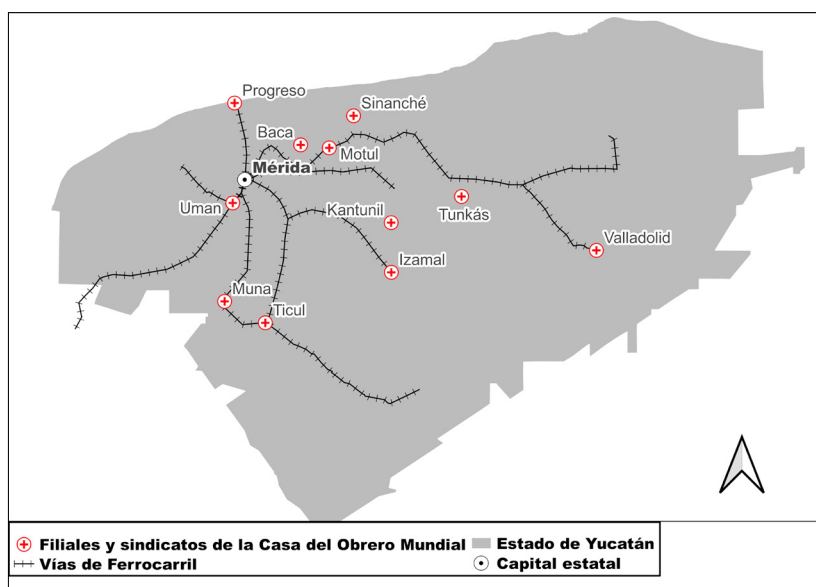 Progreso
Sinanché
Baca
Motul
Mérida
Uman
Kantunil
Tunkás
Valladolid
Izamal
Muna
Ticul
Filiales y sindicatos de la Casa del Obrero Mundial
Estado de Yucatán
Vías de Ferrocarril
Capital estatal